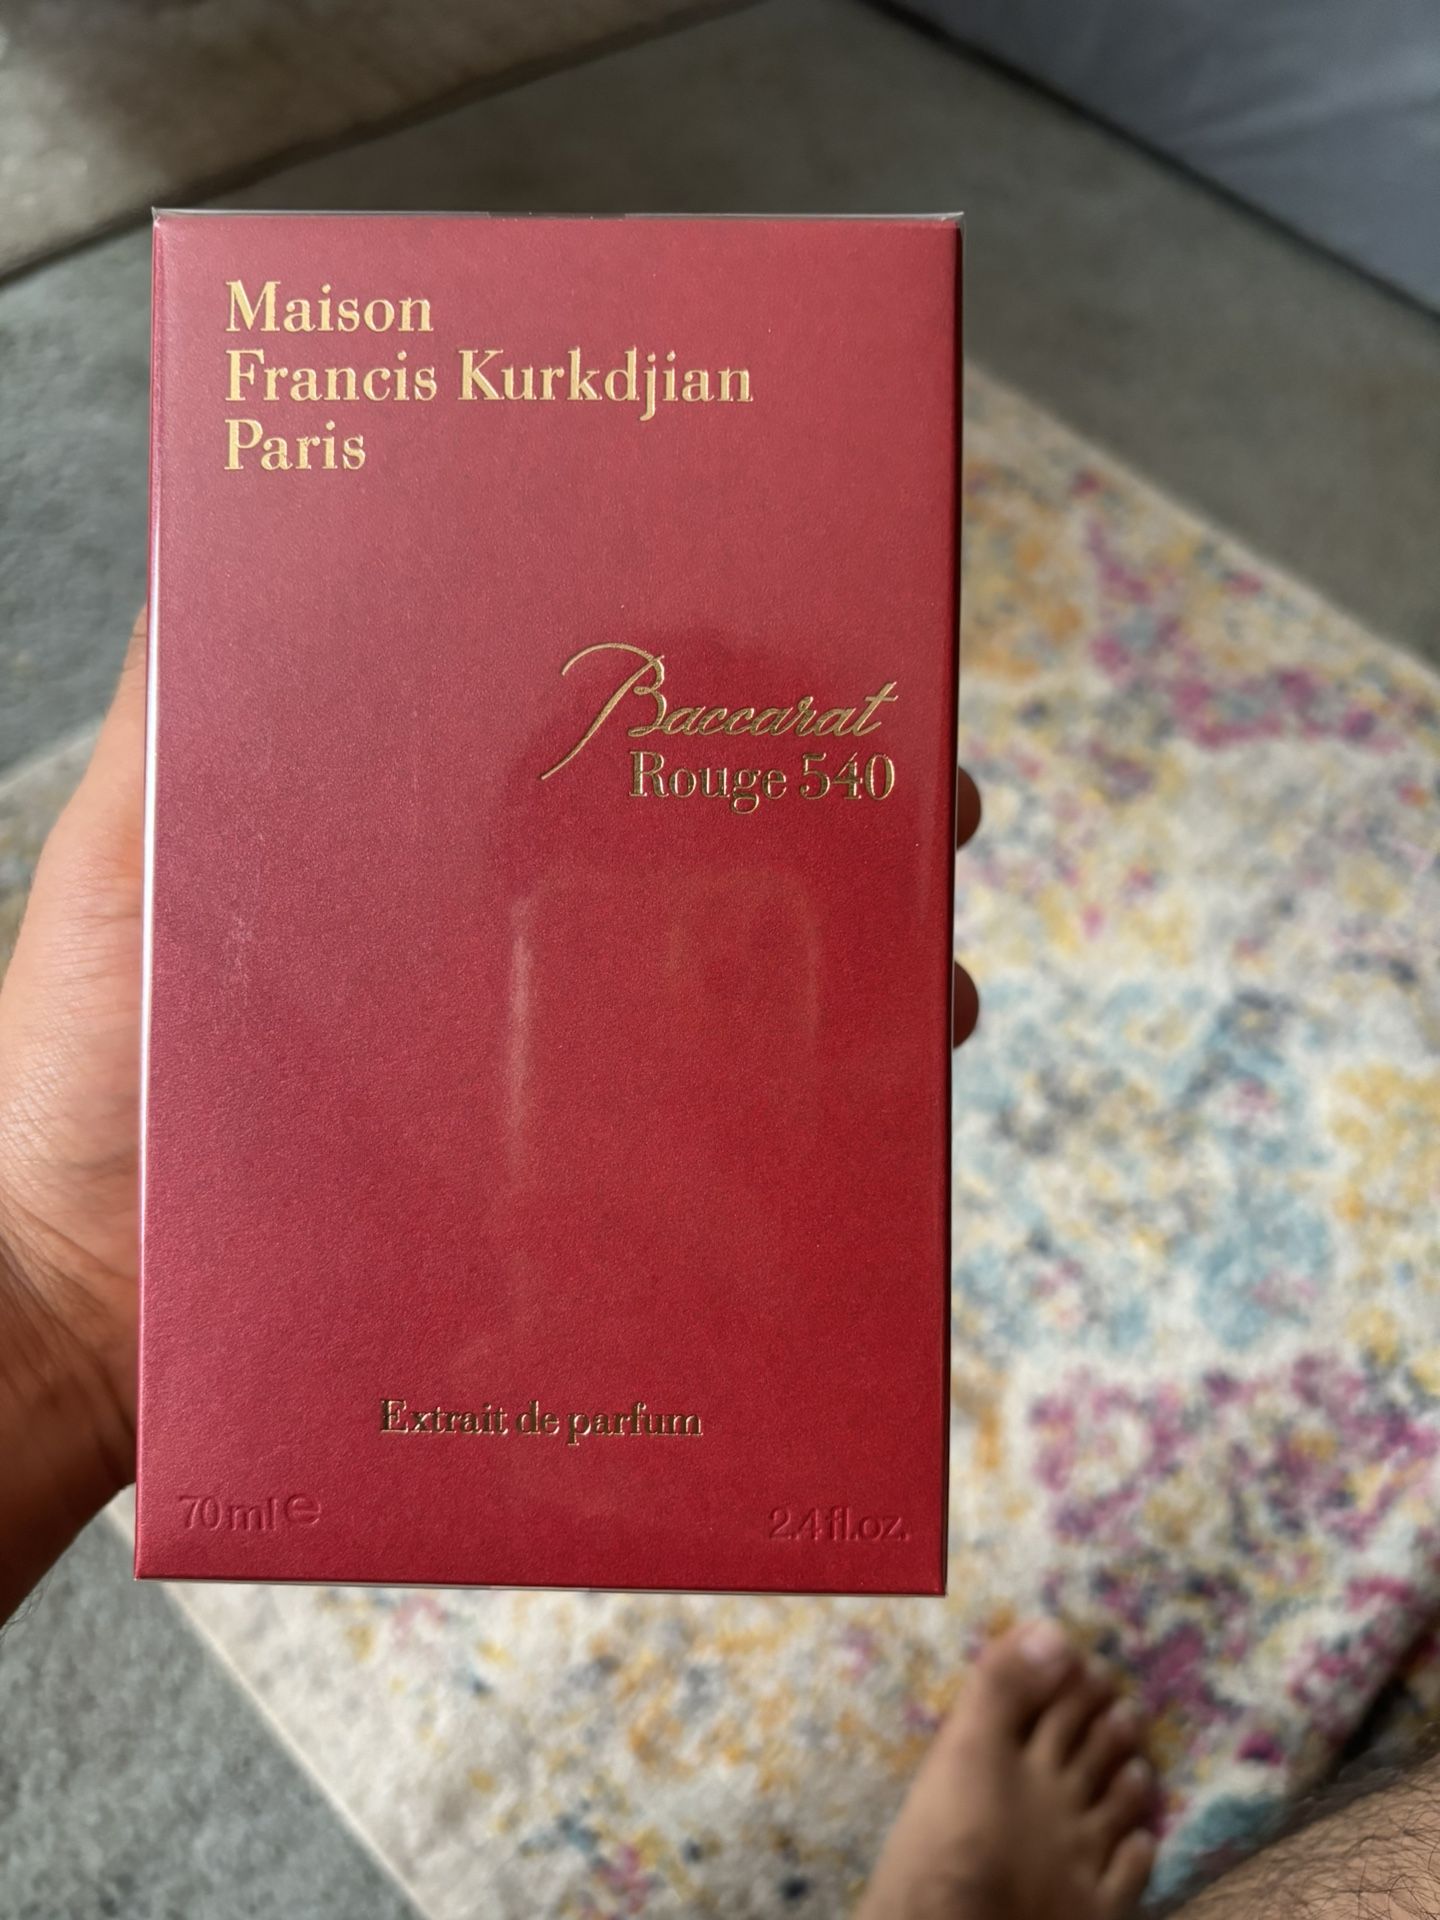 Maison
Francis Kurkdjian
Paris
Baccarat
Rouge 540
Extrait de parfum
70 ml ℮ 2.4 fl.oz.